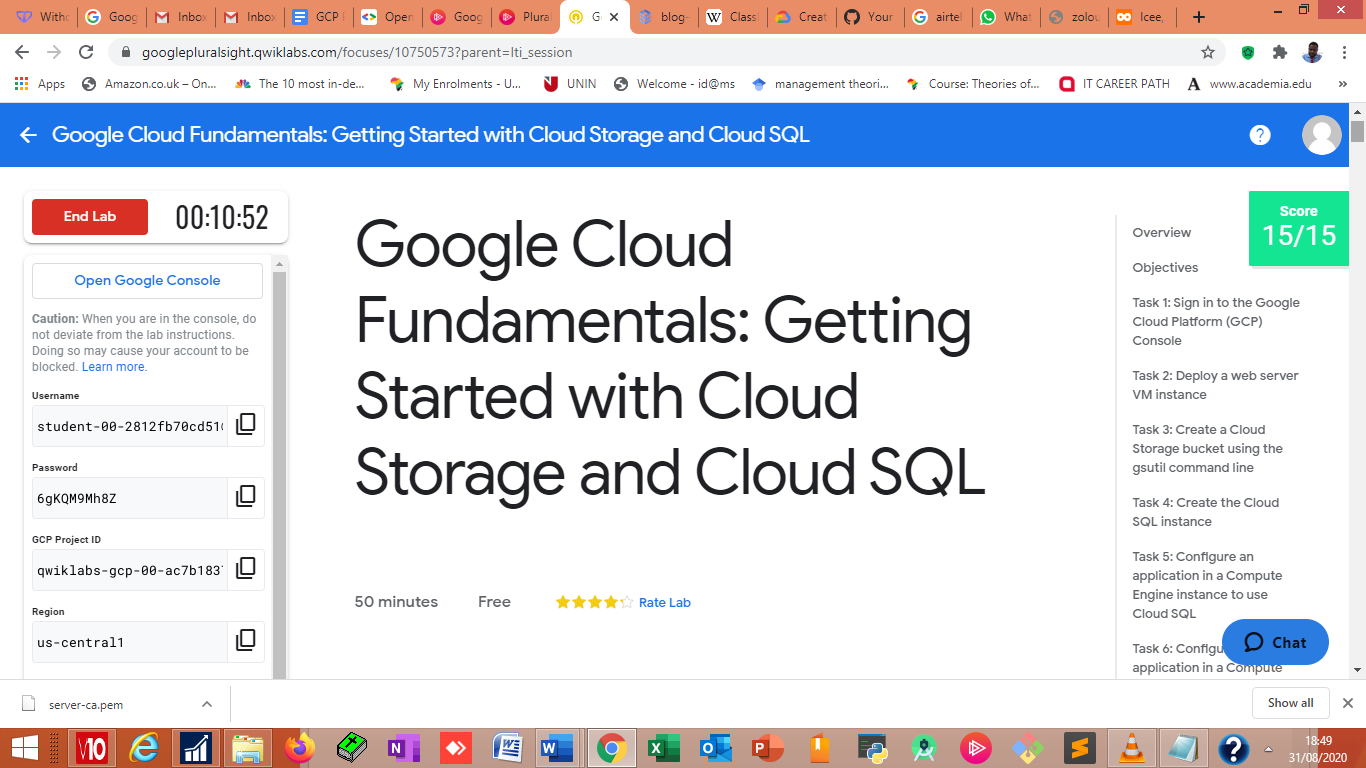 Witho
Goog
Inbox
Inbox
GCP F
Open
Goog
Plural
G
blog-
Class
Creat
Your
airtel
What
zolou
Icee,
googlepluralsight.qwiklabs.com/focuses/10750573?parent=lti_session
Apps
Amazon.co.uk – On...
The 10 most in-de...
My Enrolments - U...
UNIN
Welcome - id@ms
management theori...
Course: Theories of...
IT CAREER PATH
www.academia.edu
»
Google Cloud Fundamentals: Getting Started with Cloud Storage and Cloud SQL
End Lab
00:10:52
Open Google Console
Caution: When you are in the console, do
not deviate from the lab instructions.
Doing so may cause your account to be
blocked. Learn more.
Username
student-00-2812fb70cd510
Password
6gKQM9Mh8Z
GCP Project ID
qwiklabs-gcp-00-ac7b1837
Region
us-central1
Google Cloud
Fundamentals: Getting
Started with Cloud
Storage and Cloud SQL
50 minutes
Free
Rate Lab
Score
15/15
Overview
Objectives
Task 1: Sign in to the Google
Cloud Platform (GCP)
Console
Task 2: Deploy a web server
VM instance
Task 3: Create a Cloud
Storage bucket using the
gsutil command line
Task 4: Create the Cloud
SQL instance
Task 5: Configure an
application in a Compute
Engine instance to use
Cloud SQL
Task 6: Configu
application in a Compute
Chat
server-ca.pem
Show all
18:49
31/08/2020